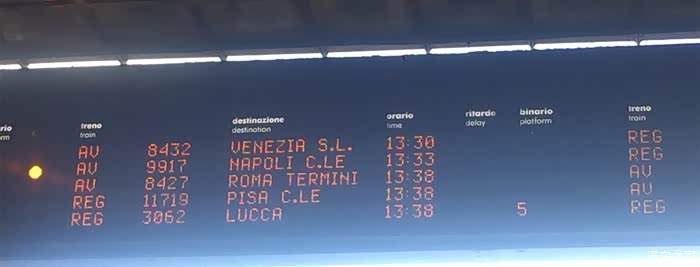 rio treno destinazione orario ritardo binario treno
rm train destination time delay platform train
AV 8432 VENEZIA S.L. 13:30 REG
AV 9917 NAPOLI C.LE 13:33 REG
AV 8427 ROMA TERMINI 13:38 AV
REG 11719 PISA C.LE 13:38 AV
REG 3062 LUCCA 13:38 5 REG